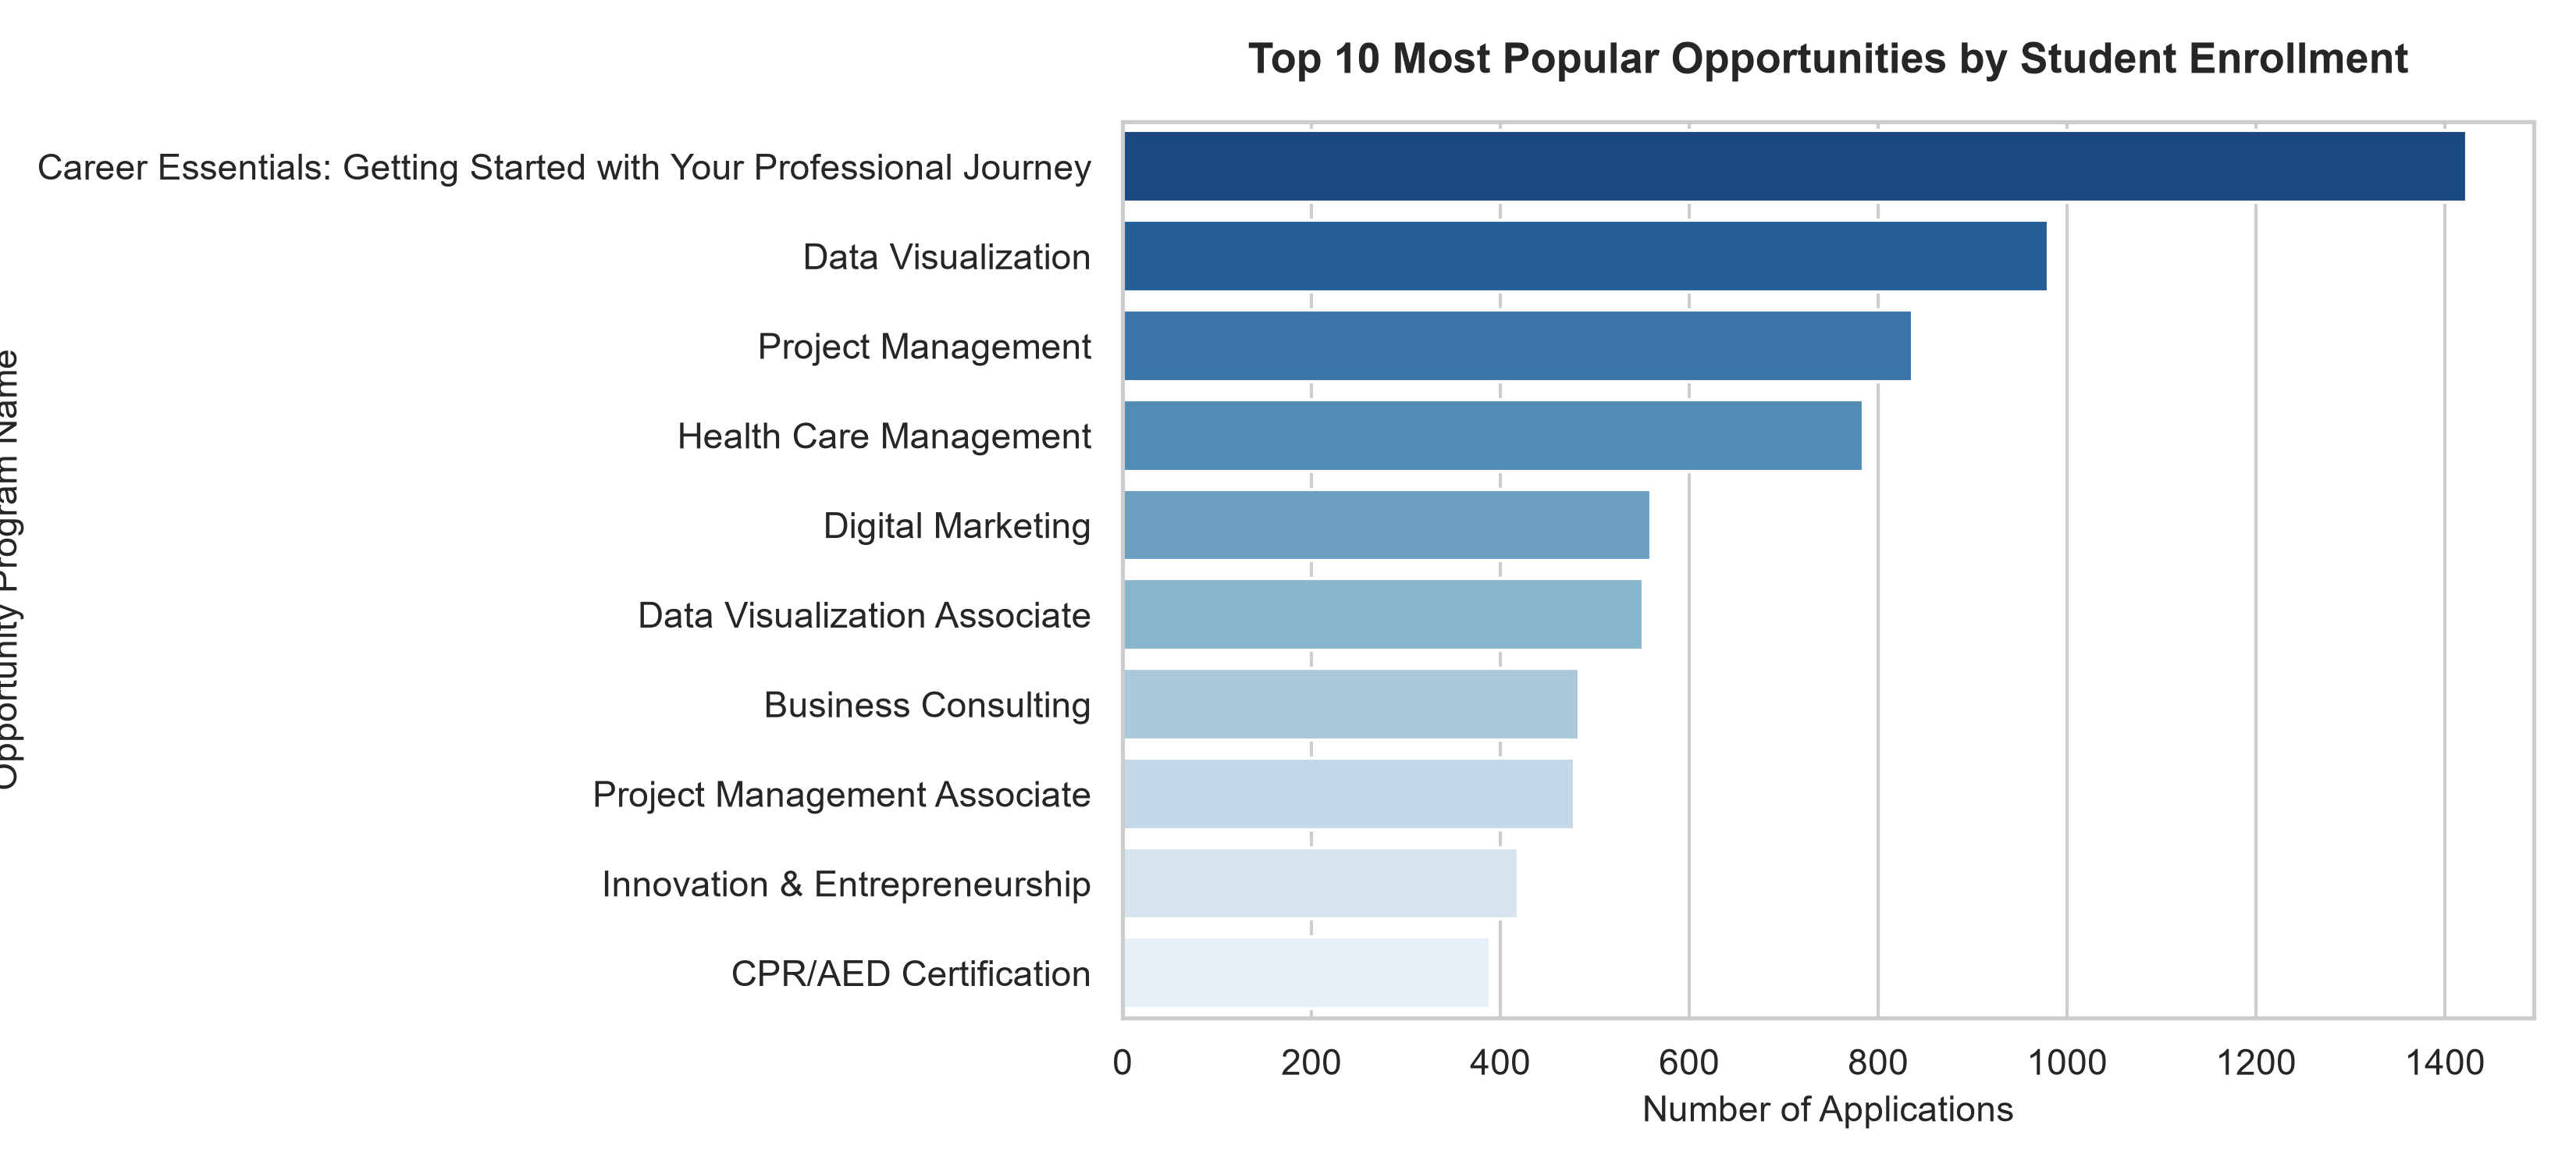 Top 10 Most Popular Opportunities by Student Enrollment
Opportunity Program Name
Career Essentials: Getting Started with Your Professional Journey
Data Visualization
Project Management
Health Care Management
Digital Marketing
Data Visualization Associate
Business Consulting
Project Management Associate
Innovation & Entrepreneurship
CPR/AED Certification
0 200 400 600 800 1000 1200 1400
Number of Applications